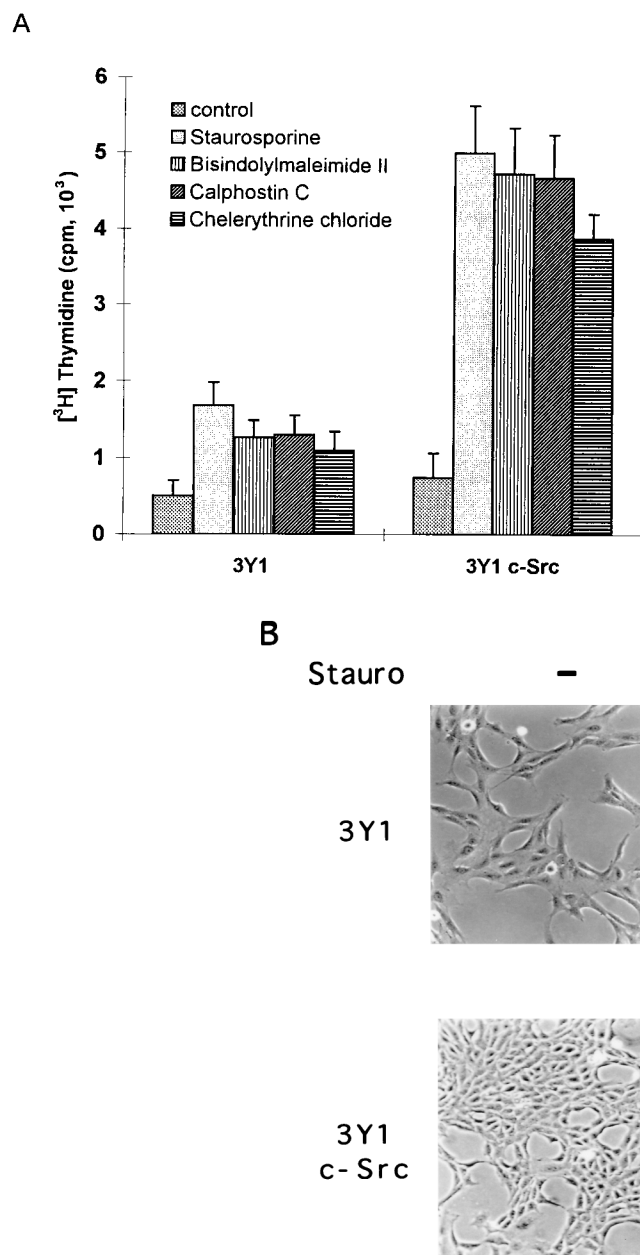 A
6
5
4
3
2
1
0
[³H] Thymidine (cpm, 10³)
control
Staurosporine
Bisindolylmaleimide II
Calphostin C
Chelerythrine chloride
3Y1
3Y1 c-Src
B
Stauro –
3Y1
3Y1
c-Src